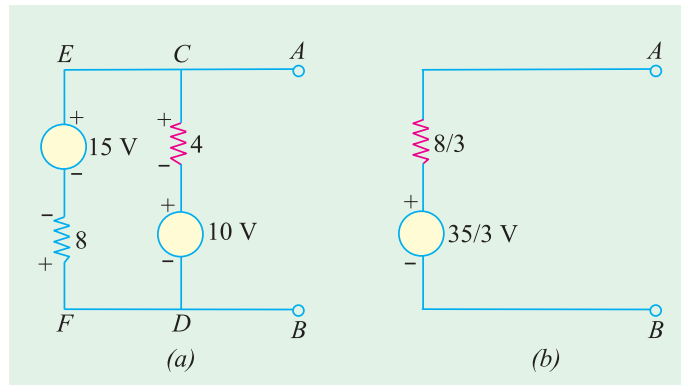 E C A A
+ + 15 V 4 8/3
- -
- + 10 V + 35/3 V
8
+ - -
F D B B
(a) (b)